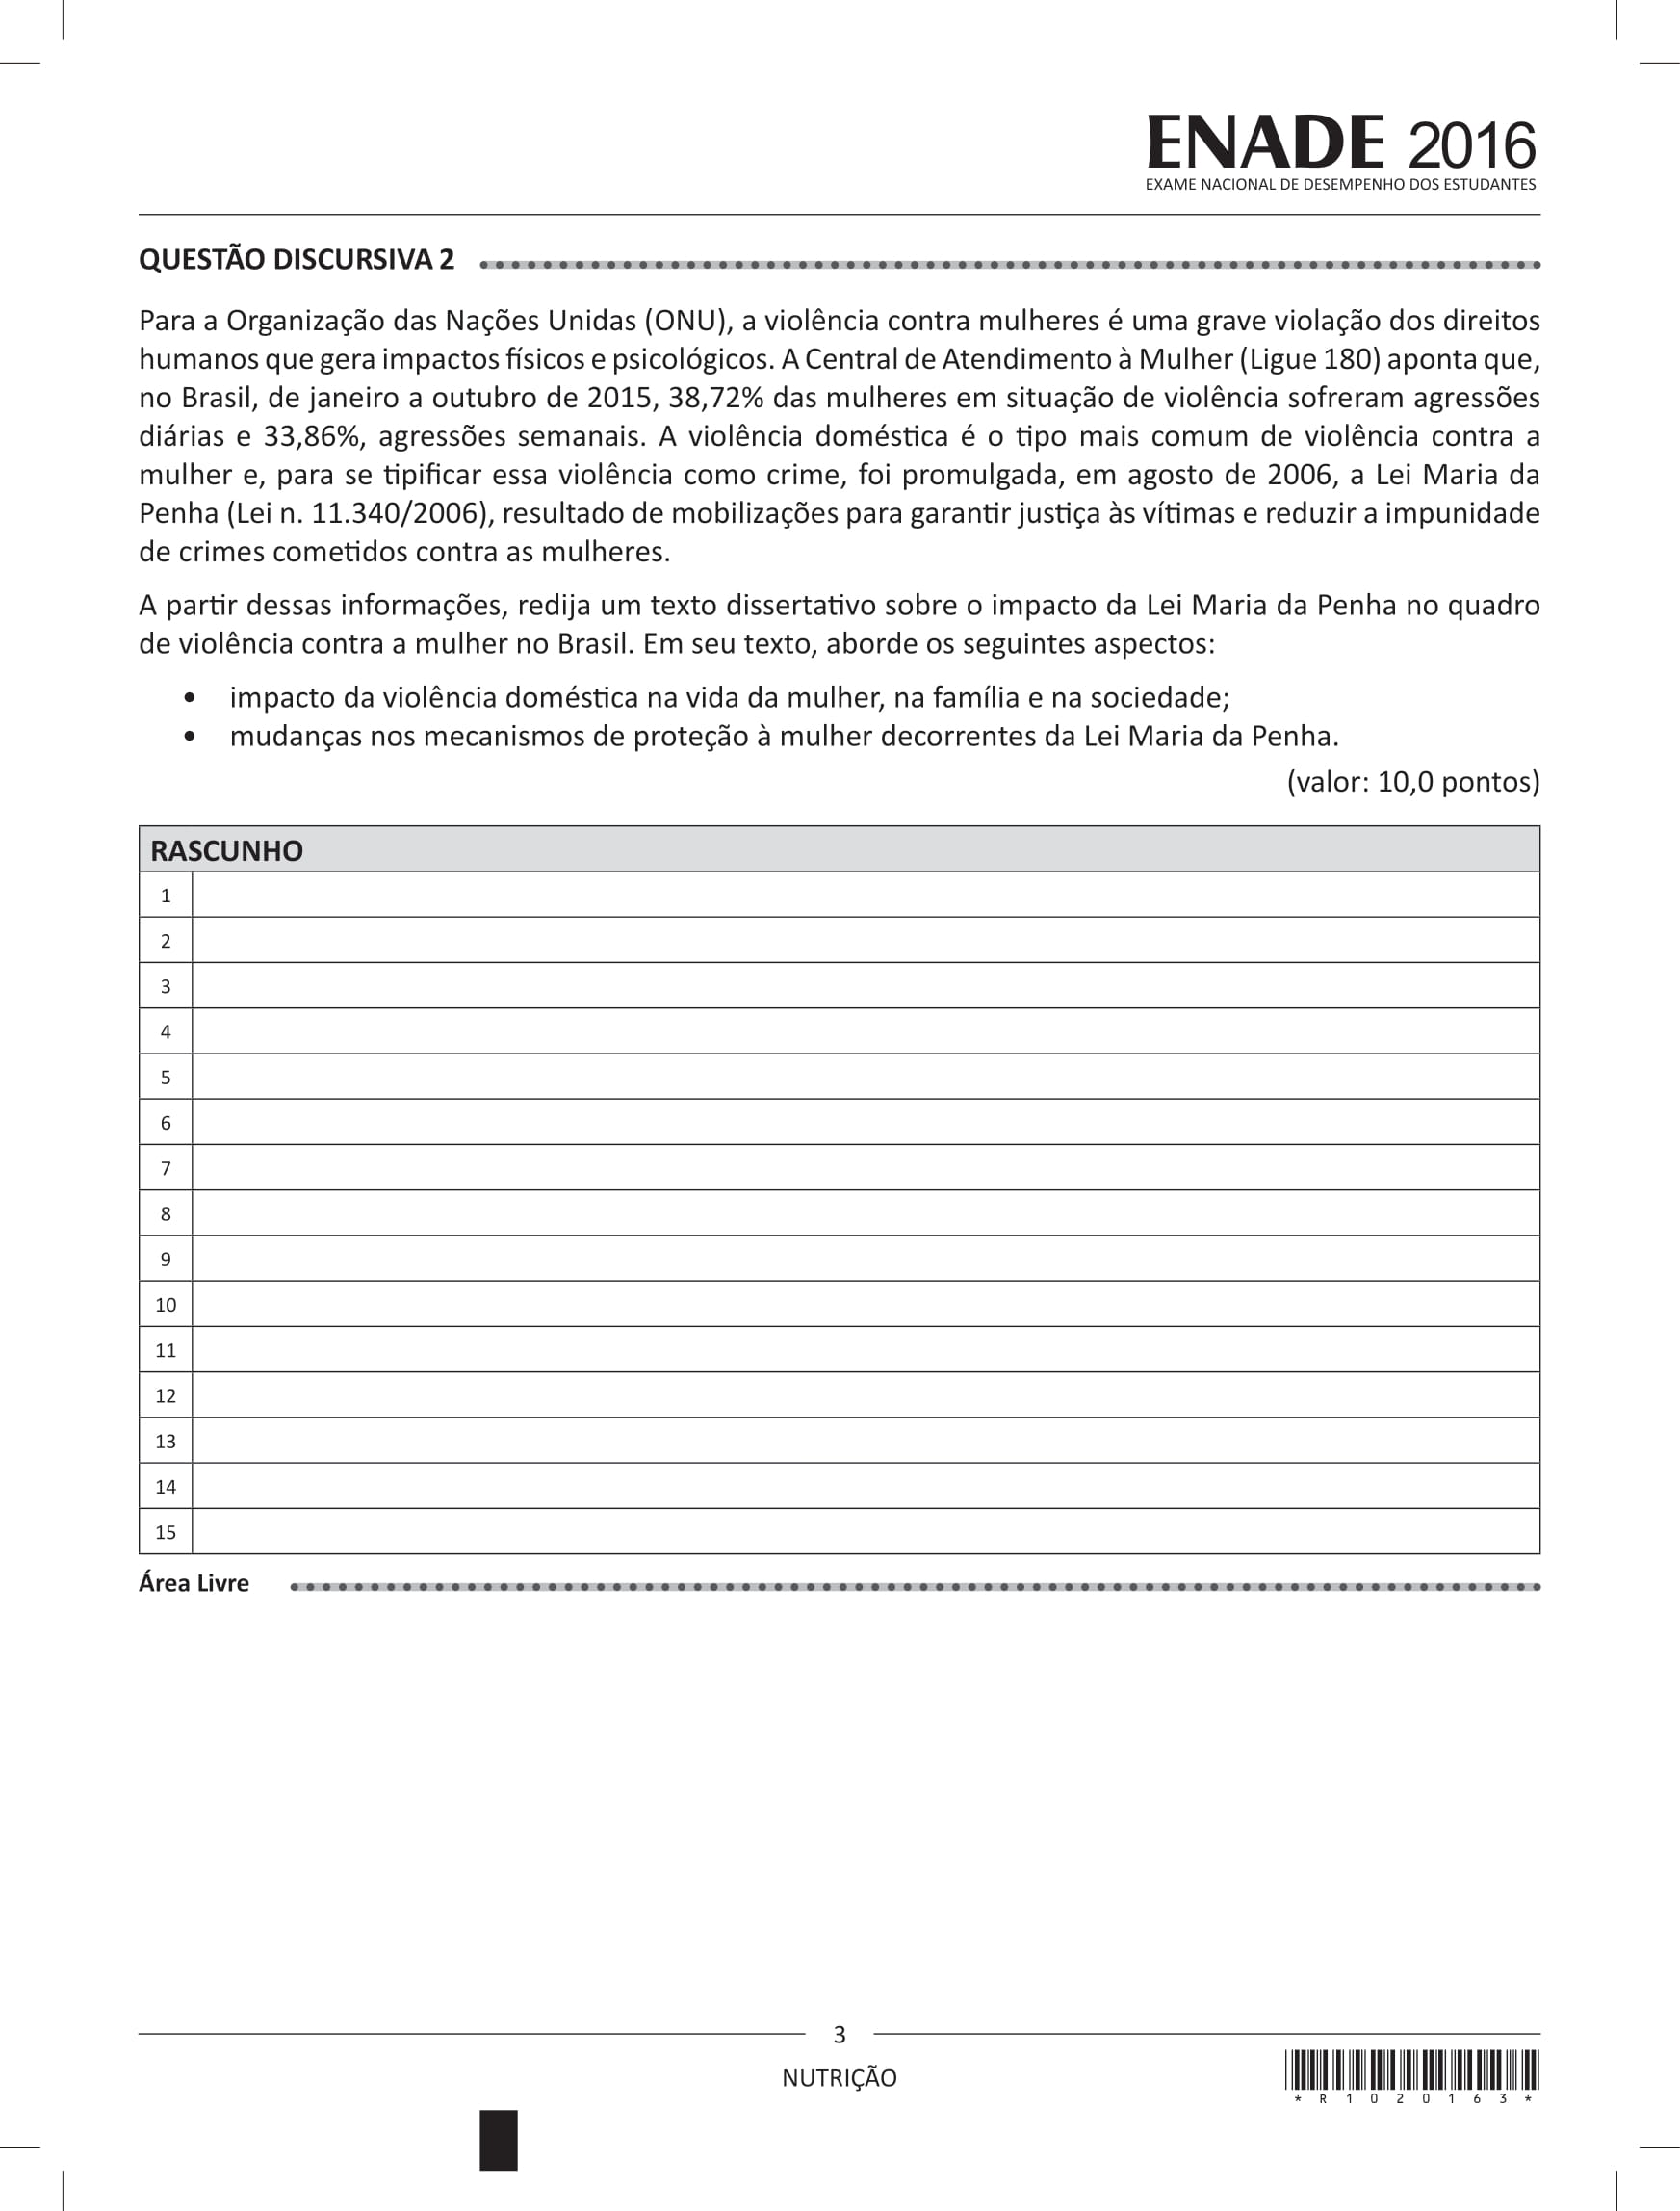 ENADE 2016
EXAME NACIONAL DE DESEMPENHO DOS ESTUDANTES
QUESTÃO DISCURSIVA 2
Para a Organização das Nações Unidas (ONU), a violência contra mulheres é uma grave violação dos direitos
humanos que gera impactos físicos e psicológicos. A Central de Atendimento à Mulher (Ligue 180) aponta que,
no Brasil, de janeiro a outubro de 2015, 38,72% das mulheres em situação de violência sofreram agressões
diárias e 33,86%, agressões semanais. A violência doméstica é o tipo mais comum de violência contra a
mulher e, para se tipificar essa violência como crime, foi promulgada, em agosto de 2006, a Lei Maria da
Penha (Lei n. 11.340/2006), resultado de mobilizações para garantir justiça às vítimas e reduzir a impunidade
de crimes cometidos contra as mulheres.
A partir dessas informações, redija um texto dissertativo sobre o impacto da Lei Maria da Penha no quadro
de violência contra a mulher no Brasil. Em seu texto, aborde os seguintes aspectos:
• impacto da violência doméstica na vida da mulher, na família e na sociedade;
• mudanças nos mecanismos de proteção à mulher decorrentes da Lei Maria da Penha.
(valor: 10,0 pontos)
RASCUNHO
1
2
3
4
5
6
7
8
9
10
11
12
13
14
15
Área Livre
3
NUTRIÇÃO
*R1020163*